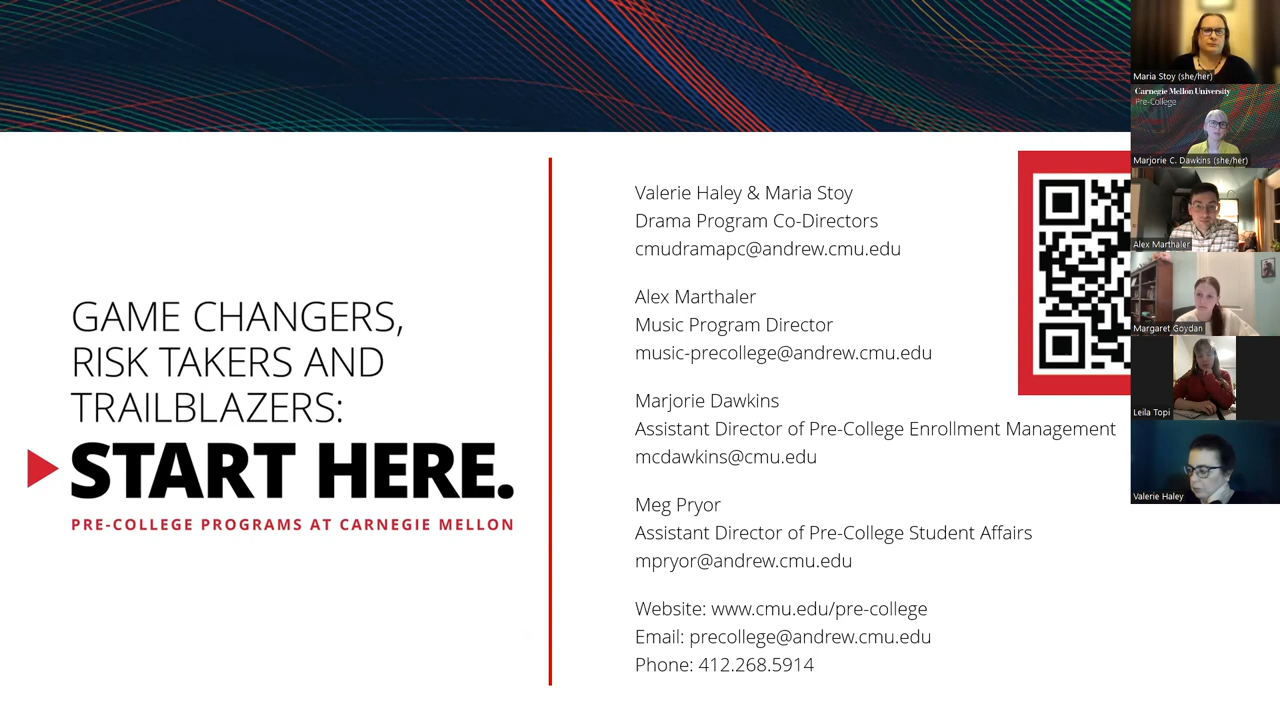 GAME CHANGERS,
RISK TAKERS AND
TRAILBLAZERS:
START HERE.
PRE-COLLEGE PROGRAMS AT CARNEGIE MELLON
Valerie Haley & Maria Stoy
Drama Program Co-Directors
cmudramapc@andrew.cmu.edu
Alex Marthaler
Music Program Director
music-precollege@andrew.cmu.edu
Marjorie Dawkins
Assistant Director of Pre-College Enrollment Management
mcdawkins@cmu.edu
Meg Pryor
Assistant Director of Pre-College Student Affairs
mpryor@andrew.cmu.edu
Website: www.cmu.edu/pre-college
Email: precollege@andrew.cmu.edu
Phone: 412.268.5914
Maria Stoy (she/her)
Carnegie Mellon University
Pre-College
Marjorie C. Dawkins (she/her)
Alex Marthaler
Margaret Goydan
Leila Topi
Valerie Haley